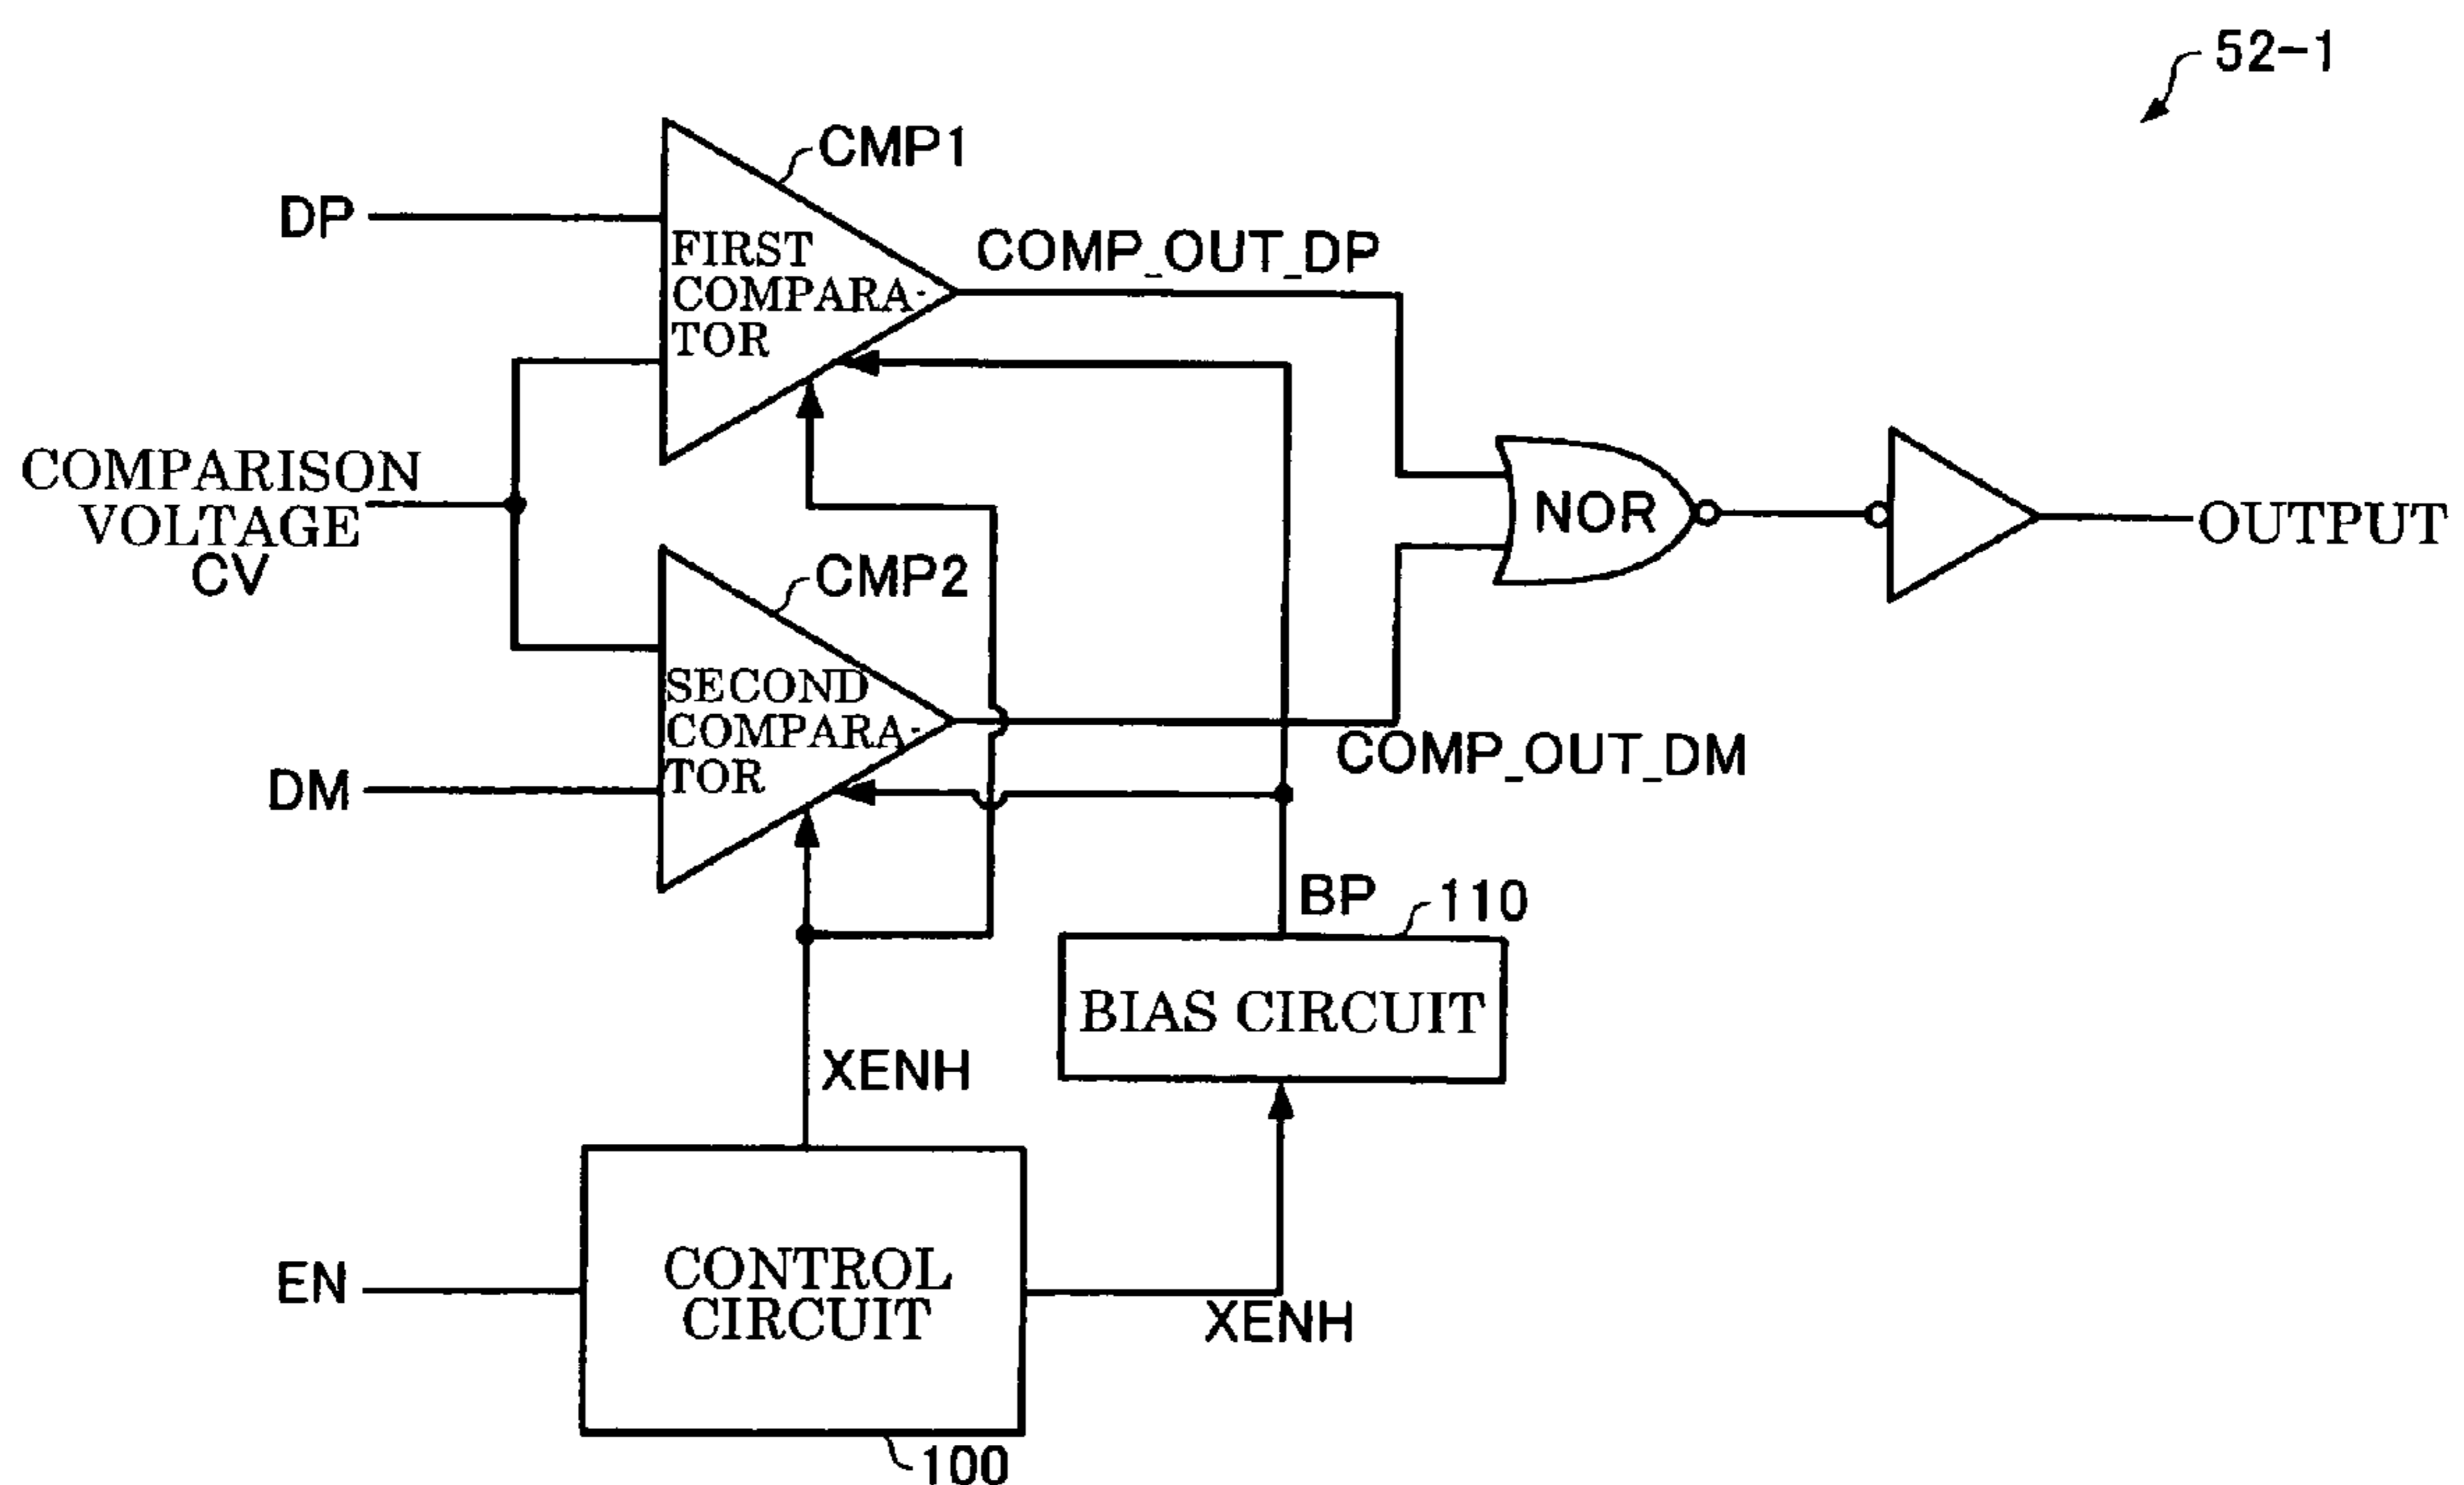 52-1
CMP1
DP
FIRST
COMPARA-
TOR
COMP_OUT_DP
COMPARISON
VOLTAGE
CV
NOR
OUTPUT
CMP2
SECOND
COMPARA-
TOR
COMP_OUT_DM
DM
BP
110
BIAS CIRCUIT
XENH
EN
CONTROL
CIRCUIT
XENH
100